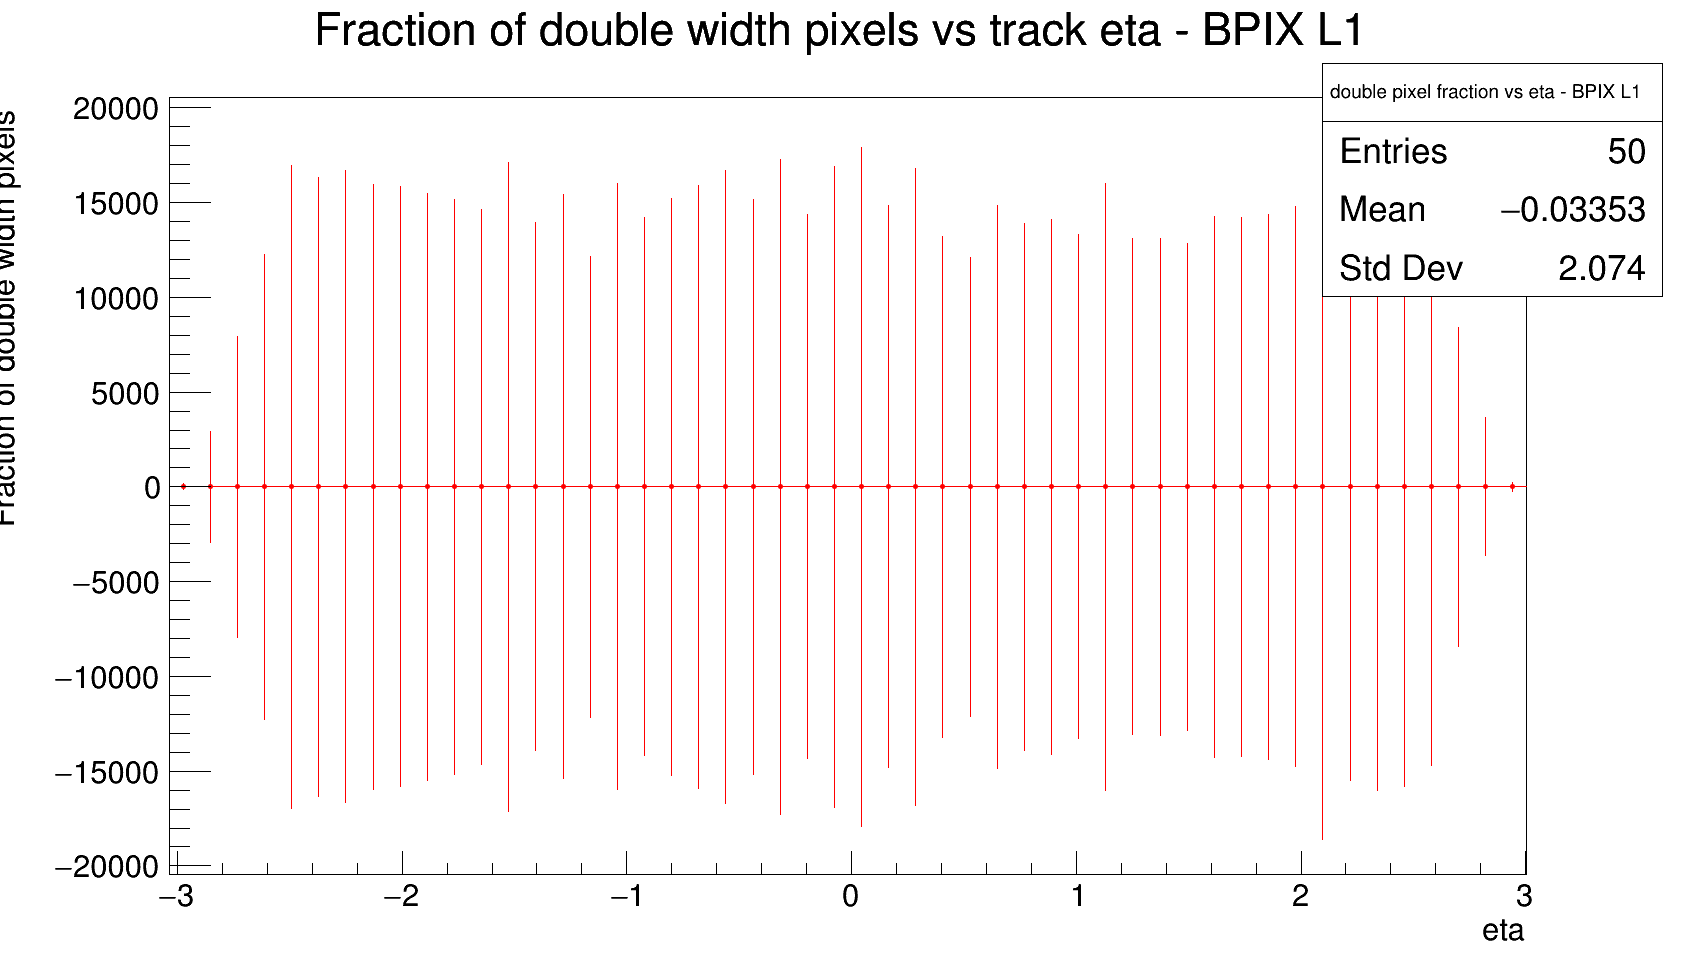 Fraction of double width pixels vs track eta - BPIX L1
double pixel fraction vs eta - BPIX L1
Entries 50
Mean −0.03353
Std Dev 2.074
Fraction of double width pixels
20000
15000
10000
5000
0
−5000
−10000
−15000
−20000
−3 −2 −1 0 1 2 3
eta